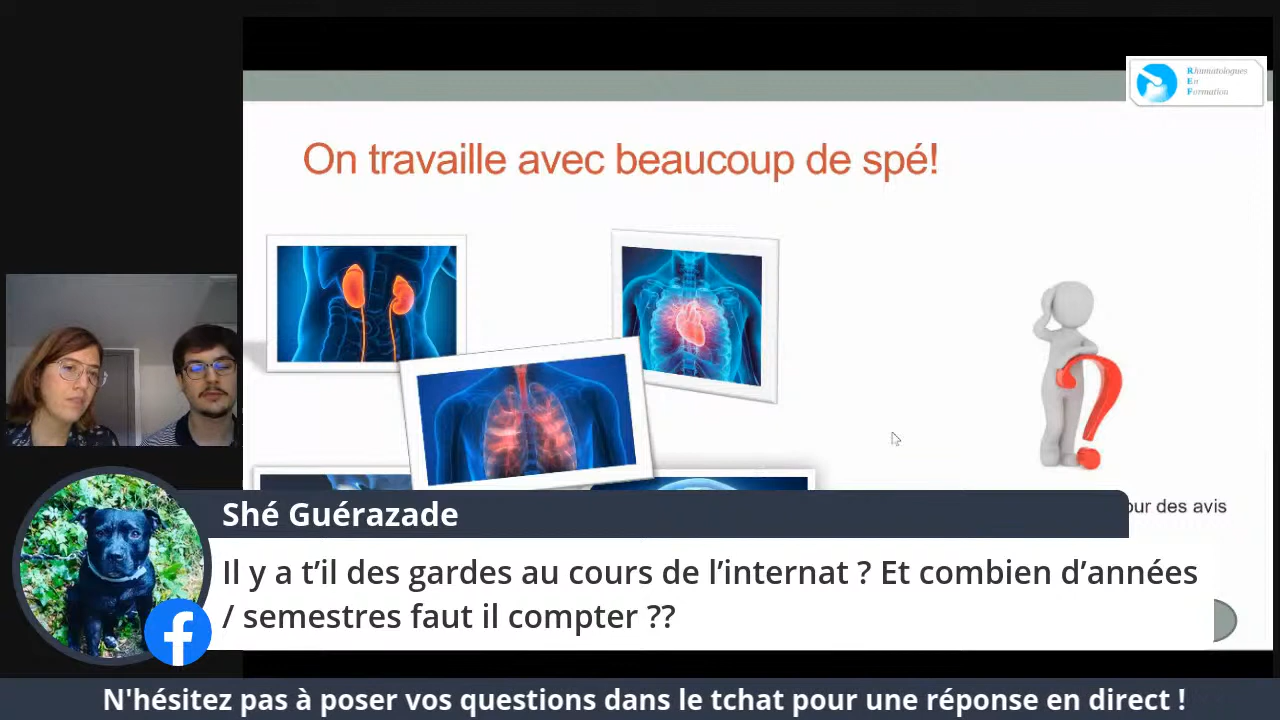 Rhumatologues
En
Formation
On travaille avec beaucoup de spé!
our des avis
Shé Guérazade
Il y a t’il des gardes au cours de l’internat ? Et combien d’années
/ semestres faut il compter ??
N'hésitez pas à poser vos questions dans le tchat pour une réponse en direct !